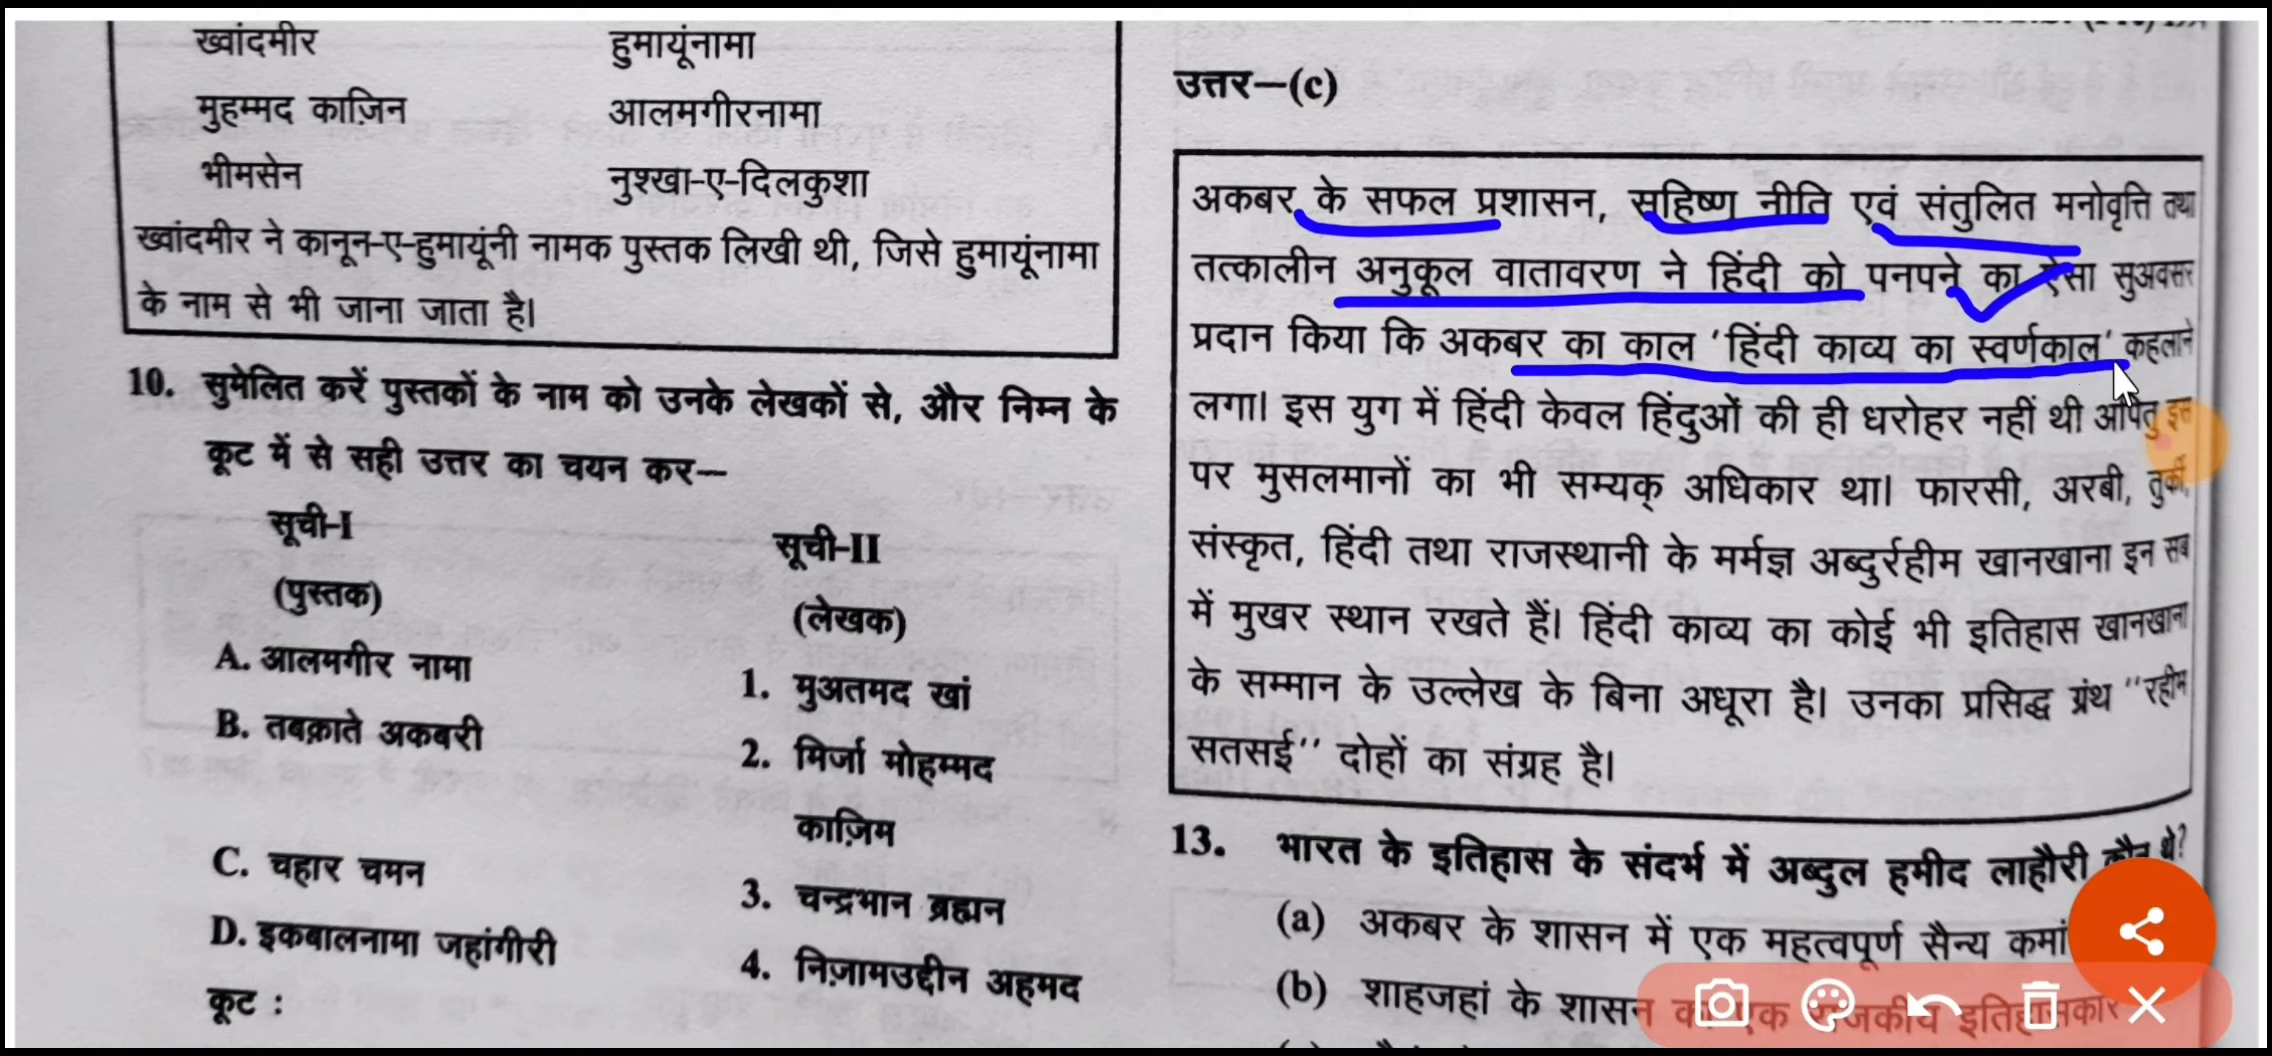 ख्वांदमीर हुमायूंनामा
मुहम्मद काज़िन आलमगीरनामा
भीमसेन नुश्खा-ए-दिलकुशा
ख्वांदमीर ने कानून-ए-हुमायूंनी नामक पुस्तक लिखी थी, जिसे हुमायूंनामा
के नाम से भी जाना जाता है।
10. सुमेलित करें पुस्तकों के नाम को उनके लेखकों से, और निम्न के
कूट में से सही उत्तर का चयन कर—
सूची-I सूची-II
(पुस्तक) (लेखक)
A. आलमगीर नामा 1. मुअतमद खां
B. तबक़ाते अकबरी 2. मिर्जा मोहम्मद
काज़िम
C. चहार चमन 3. चन्द्रभान ब्रह्मन
D. इकबालनामा जहांगीरी 4. निज़ामउद्दीन अहमद
कूट :
उत्तर—(c)
अकबर के सफल प्रशासन, सहिष्ण नीति एवं संतुलित मनोवृत्ति तथा
तत्कालीन अनुकूल वातावरण ने हिंदी को पनपने का ऐसा सुअवसर
प्रदान किया कि अकबर का काल 'हिंदी काव्य का स्वर्णकाल' कहलाने
लगा। इस युग में हिंदी केवल हिंदुओं की ही धरोहर नहीं थी अपितु इस
पर मुसलमानों का भी सम्यक् अधिकार था। फारसी, अरबी, तुर्की,
संस्कृत, हिंदी तथा राजस्थानी के मर्मज्ञ अब्दुर्रहीम खानखाना इन सब
में मुखर स्थान रखते हैं। हिंदी काव्य का कोई भी इतिहास खानखाना
के सम्मान के उल्लेख के बिना अधूरा है। उनका प्रसिद्ध ग्रंथ ''रहीम
सतसई'' दोहों का संग्रह है।
13. भारत के इतिहास के संदर्भ में अब्दुल हमीद लाहौरी कौन थे?
(a) अकबर के शासन में एक महत्वपूर्ण सैन्य कमां
(b) शाहजहां के शासन का एक राजकीय इतिहासकार